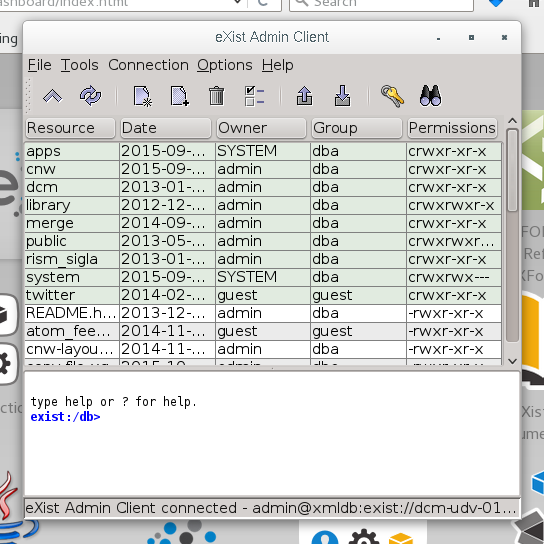 ashboard/index.html
Search
eXist Admin Client
ing
File Tools Connection Options Help
Resource Date Owner Group Permissions
apps 2015-09-... SYSTEM dba crwxr-xr-x
cnw 2015-09-... admin dba crwxr-xr-x
dcm 2013-01-... admin dba crwxr-xr-x
library 2012-12-... admin dba crwxrwxr-x
merge 2014-09-... admin dba crwxr-xr-x
public 2013-05-... admin dba crwxrwxr...
rism_sigla 2013-01-... admin dba crwxr-xr-x
system 2015-09-... SYSTEM dba crwxrwx---
twitter 2014-02-... guest guest crwxr-xr-x
README.h... 2013-12-... admin dba -rwxr-xr-x
atom_fee... 2014-11-... guest guest -rwxr-xr-x
cnw-layou... 2014-11-... admin dba -rwxr-xr-x
type help or ? for help.
exist:/db>
eXist Admin Client connected - admin@xmldb:exist://dcm-udv-01...